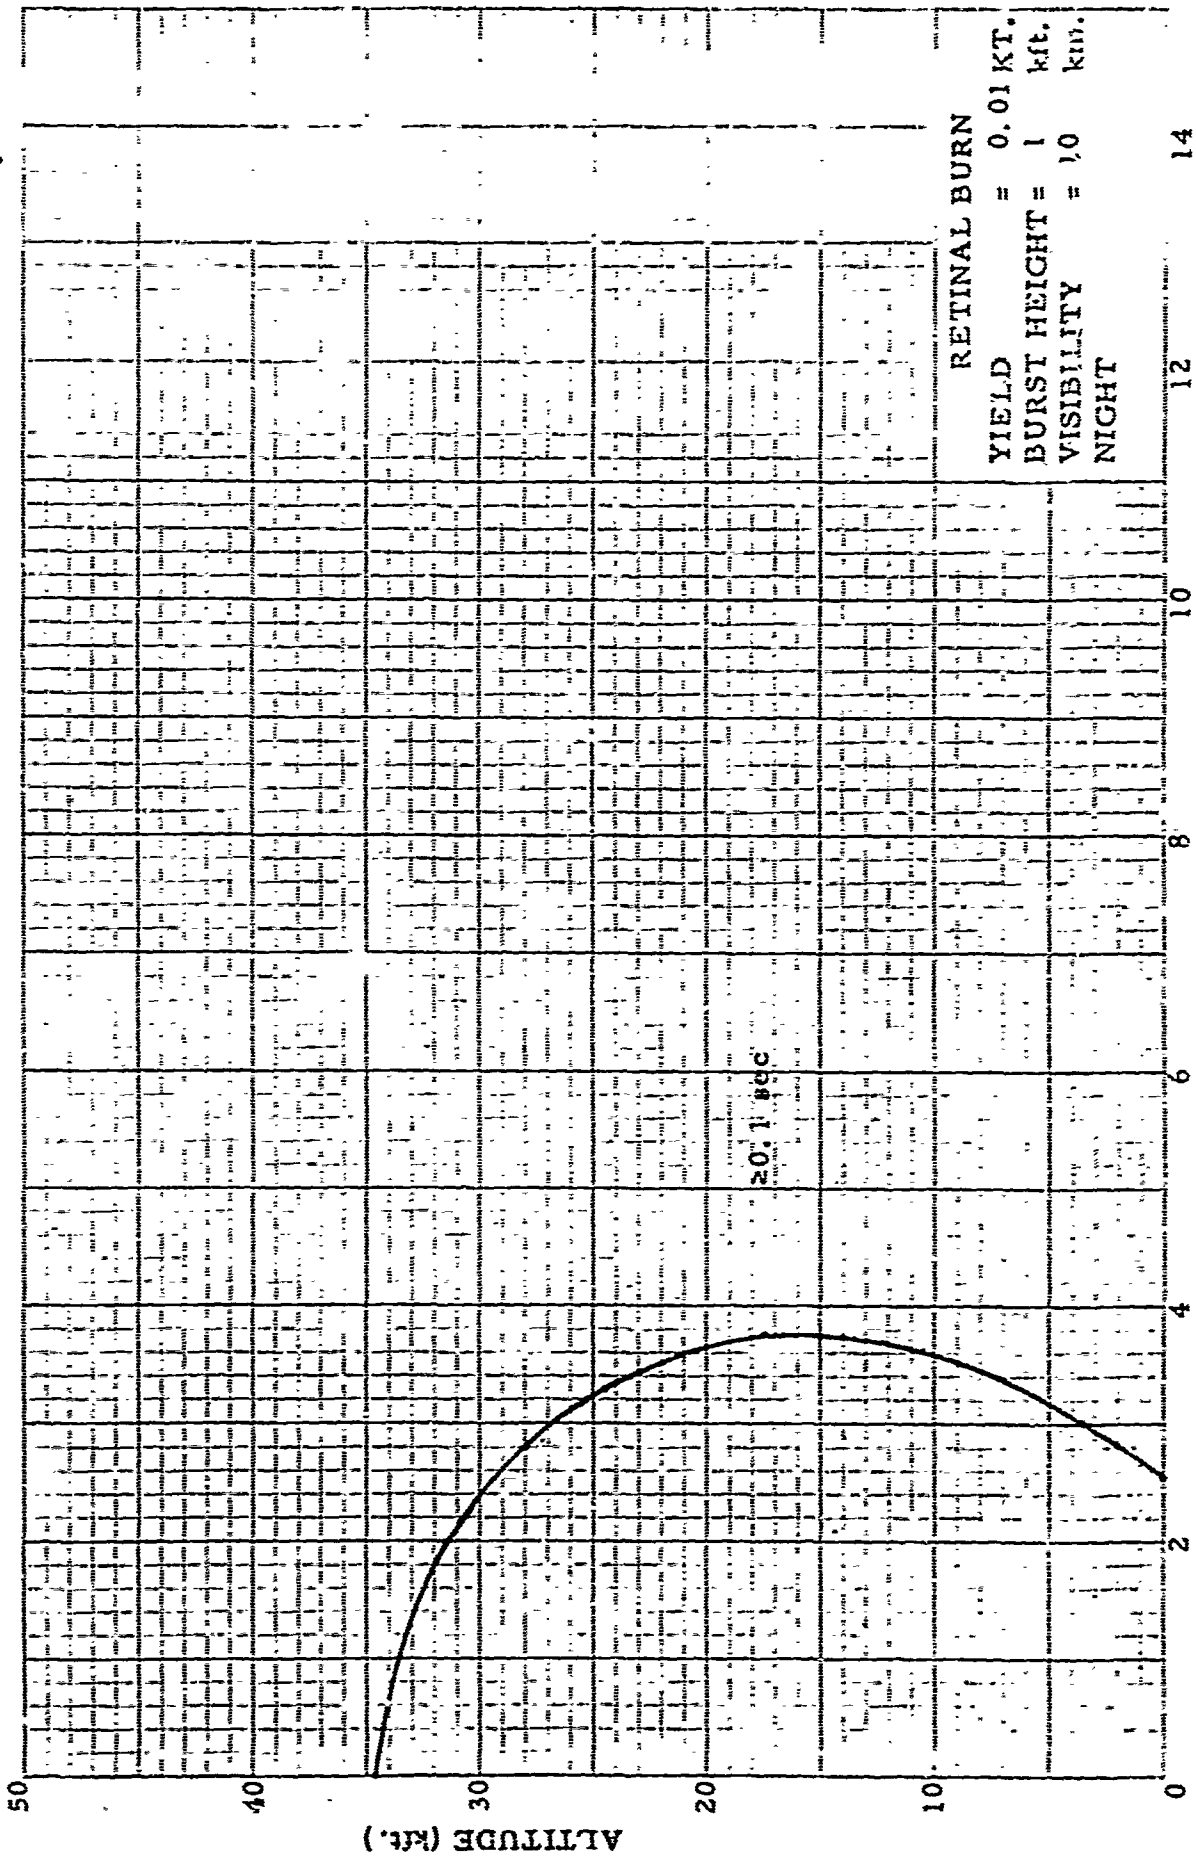 RETINAL BURN
YIELD = 0.01 KT.
BURST HEIGHT = 1 kft.
VISIBILITY = 10 km.
NIGHT
≥0.1 sec
ALTITUDE (kft.)
50
40
30
20
10
0
2
4
6
8
10
12
14